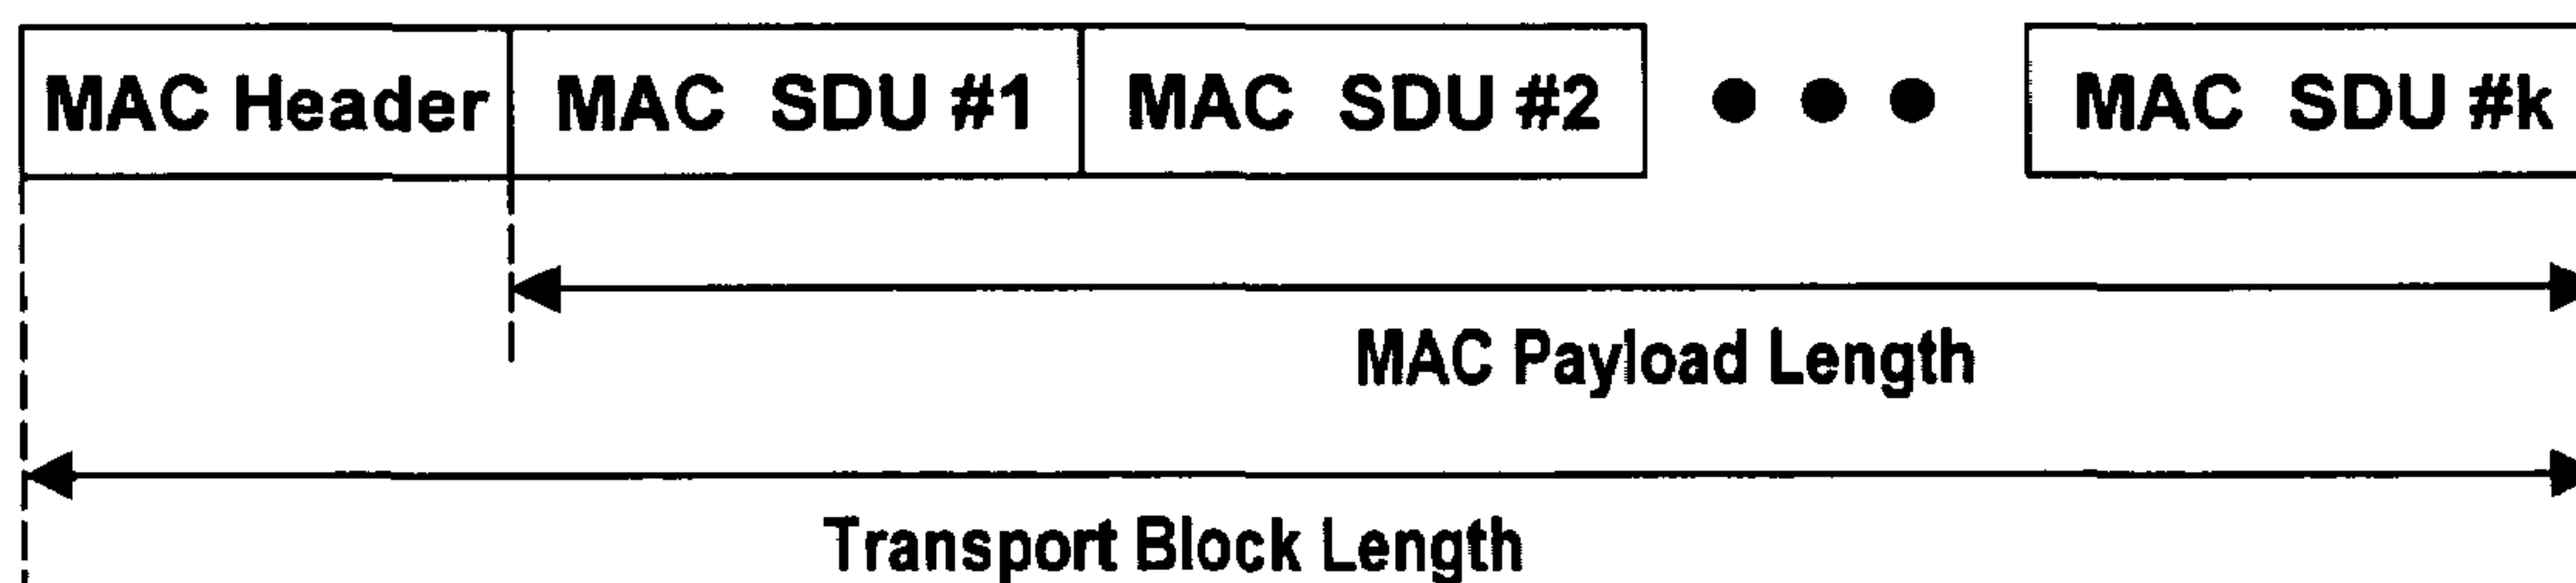 MAC Header MAC SDU #1 MAC SDU #2 ● ● ● MAC SDU #k
MAC Payload Length
Transport Block Length